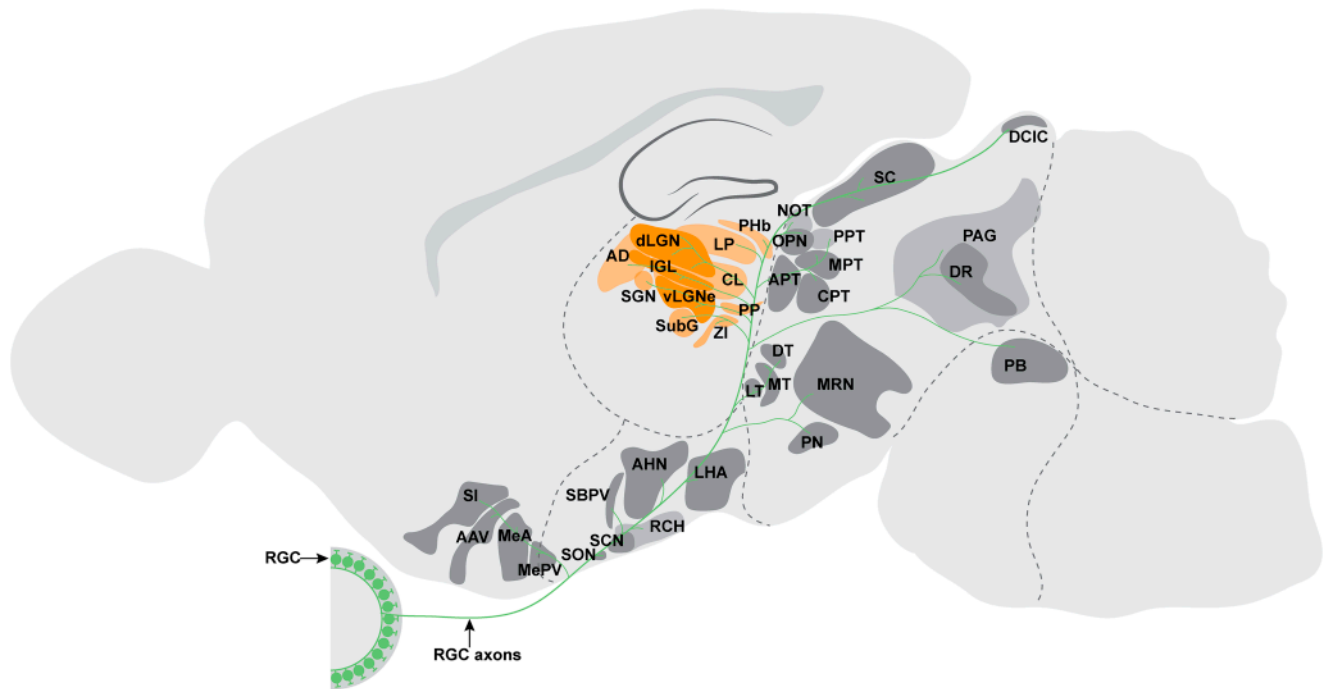 DCIC
SC
NOT
PHb
OPN
PPT
PAG
dLGN
LP
AD
IGL
MPT
DR
CL
APT
SGN
vLGNe
CPT
PP
SubG
ZI
DT
PB
MT
MRN
LT
PN
AHN
LHA
SI
SBPV
RCH
AAV
MeA
SCN
SON
MePV
RGC
RGC axons